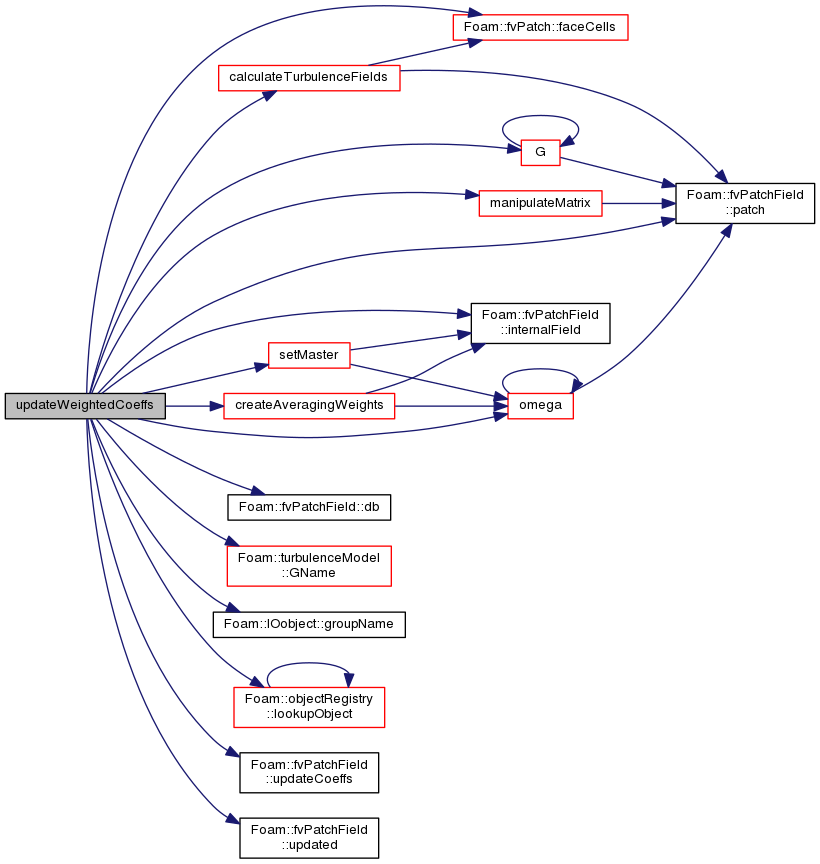 Foam::fvPatch::faceCells
calculateTurbulenceFields
G
manipulateMatrix
Foam::fvPatchField
::patch
Foam::fvPatchField
::internalField
setMaster
updateWeightedCoeffs
createAveragingWeights
omega
Foam::fvPatchField::db
Foam::turbulenceModel
::GName
Foam::IOobject::groupName
Foam::objectRegistry
::lookupObject
Foam::fvPatchField
::updateCoeffs
Foam::fvPatchField
::updated